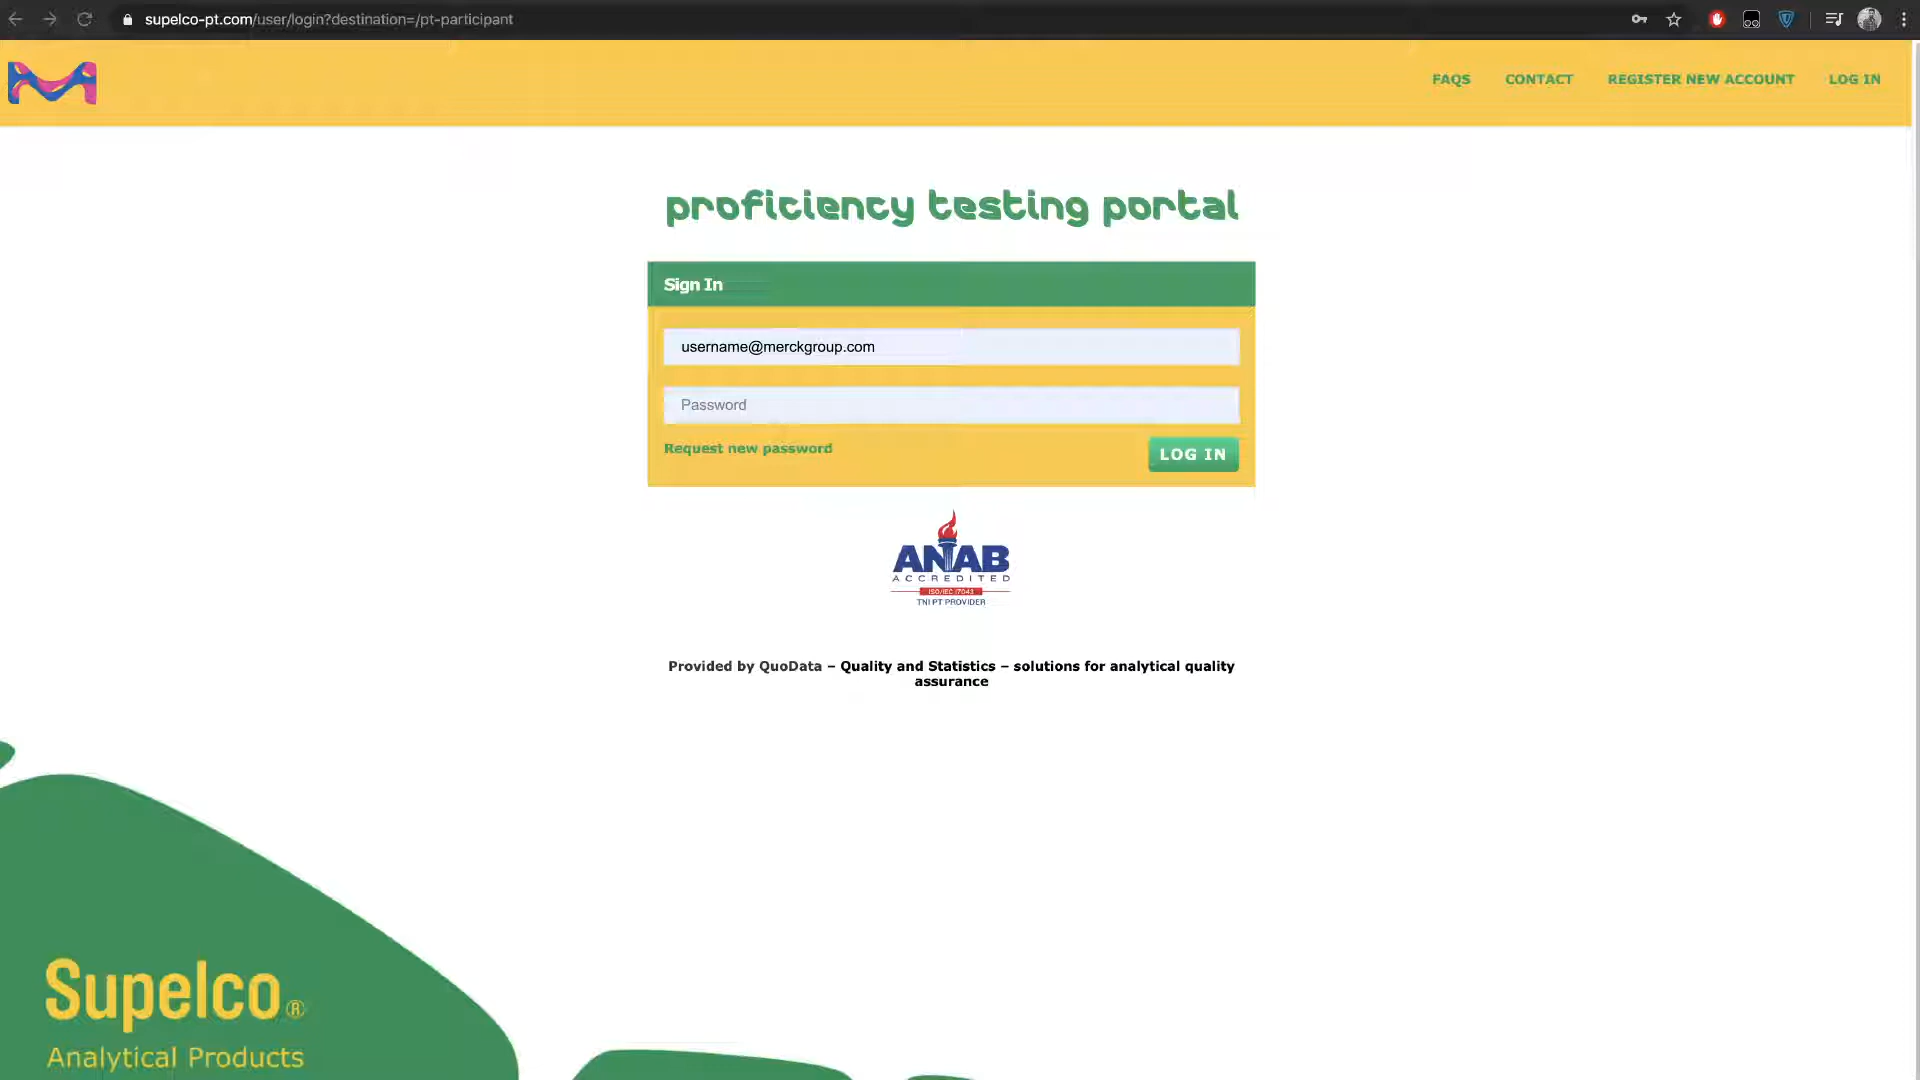 supelco-pt.com/user/login?destination=/pt-participant
FAQS CONTACT REGISTER NEW ACCOUNT LOG IN
proficiency testing portal
Sign In
username@merckgroup.com
Password
Request new password
LOG IN
ANAB
ACCREDITED
ISO/IEC 17043
TNI PT PROVIDER
Provided by QuoData – Quality and Statistics – solutions for analytical quality
assurance
Supelco®
Analytical Products